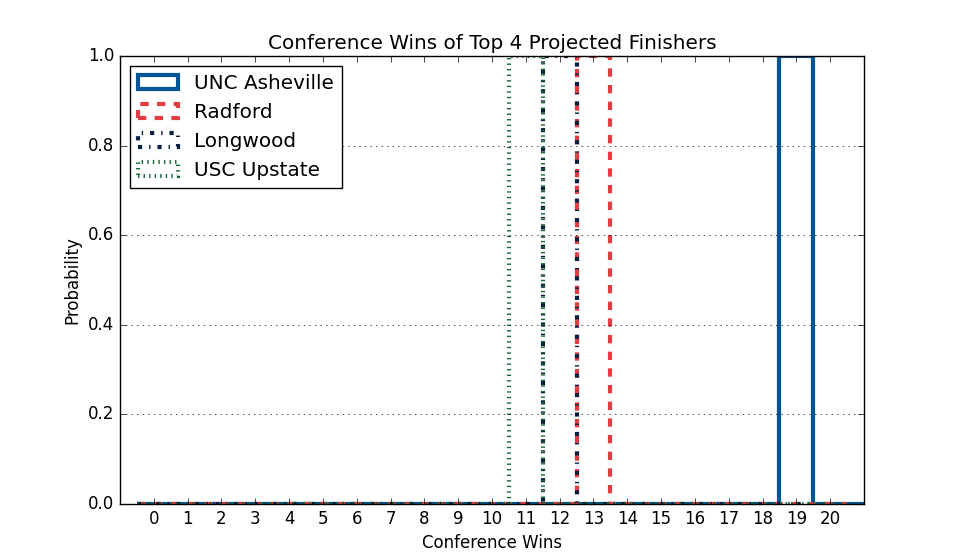 Conference Wins of Top 4 Projected Finishers
1.0
UNC Asheville
Radford
0.8
Longwood
USC Upstate
0.6
Probability
0.4
0.2
0.0
0 1 2 3 4 5 6 7 8 9 10 11 12 13 14 15 16 17 18 19 20
Conference Wins